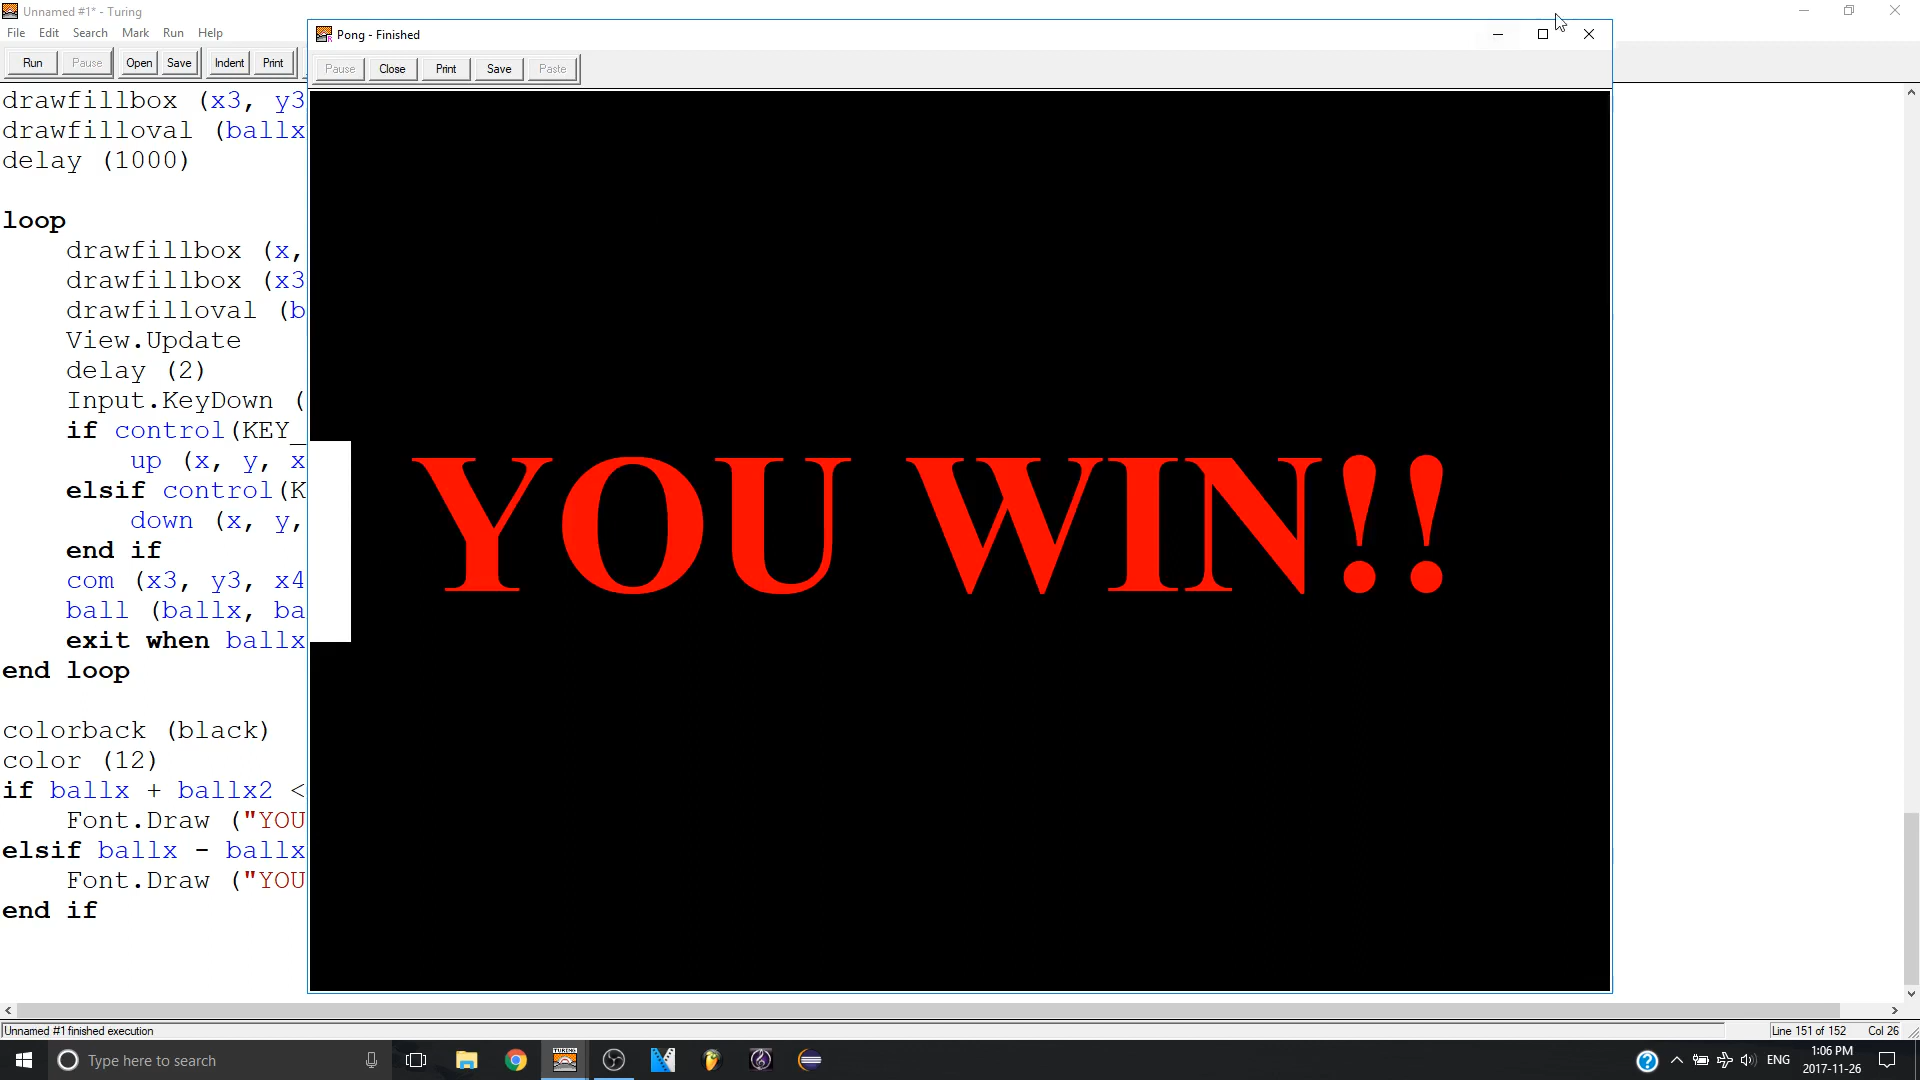 Unnamed #1* - Turing
File Edit Search Mark Run Help
Run Pause Open Save Indent Print
Pong - Finished
Pause Close Print Save Paste
drawfillbox (x3, y3
drawfilloval (ballx
delay (1000)
loop
drawfillbox (x,
drawfillbox (x3
drawfilloval (b
View.Update
delay (2)
Input.KeyDown (
if control(KEY_
up (x, y, x
elsif control(K
down (x, y,
end if
com (x3, y3, x4
ball (ballx, ba
exit when ballx
end loop
colorback (black)
color (12)
if ballx + ballx2 <
Font.Draw ("YOU
elsif ballx - ballx
Font.Draw ("YOU
end if
YOU WIN!!
Unnamed #1 finished execution
Line 151 of 152 Col 26
Type here to search
TURING
ENG
1:06 PM
2017-11-26